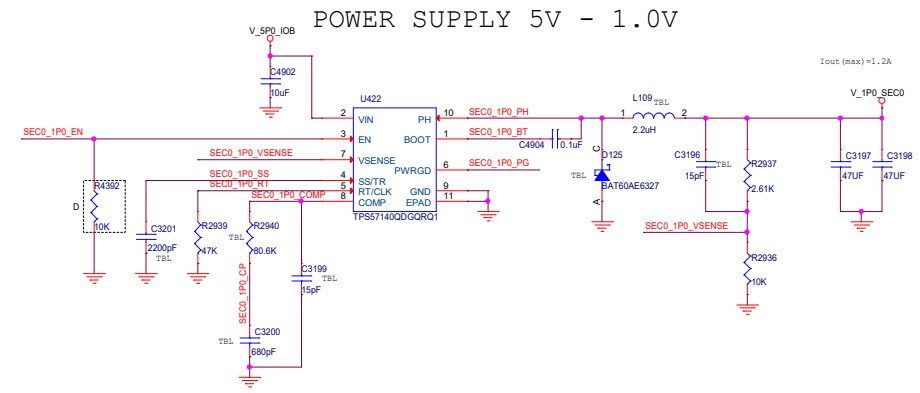 POWER SUPPLY 5V - 1.0V
V_5P0_IOB
Iout(max)=1.2A
C4902
10uF
U422
L109
TBL
V_1P0_SEC0
2
VIN
PH
10
SEC0_1P0_PH
1
2
2.2uH
SEC0_1P0_EN
3
EN
BOOT
1
SEC0_1P0_BT
C4904
0.1uF
SEC0_1P0_VSENSE
7
VSENSE
PWRGD
6
SEC0_1P0_PG
C
D125
TBL
BAT60AE6327
A
C3196
TBL
15pF
R2937
2.61K
C3197
47UF
C3198
47UF
SEC0_1P0_SS
4
SS/TR
SEC0_1P0_RT
5
RT/CLK
GND
9
SEC0_1P0_COMP
8
COMP
EPAD
11
TPS57140QDGQRQ1
R4392
D
10K
C3201
2200pF
TBL
R2939
47K
R2940
TBL
80.6K
SEC0_1P0_VSENSE
R2936
10K
C3199
TBL
15pF
SEC0_1P0_CP
C3200
TBL
680pF